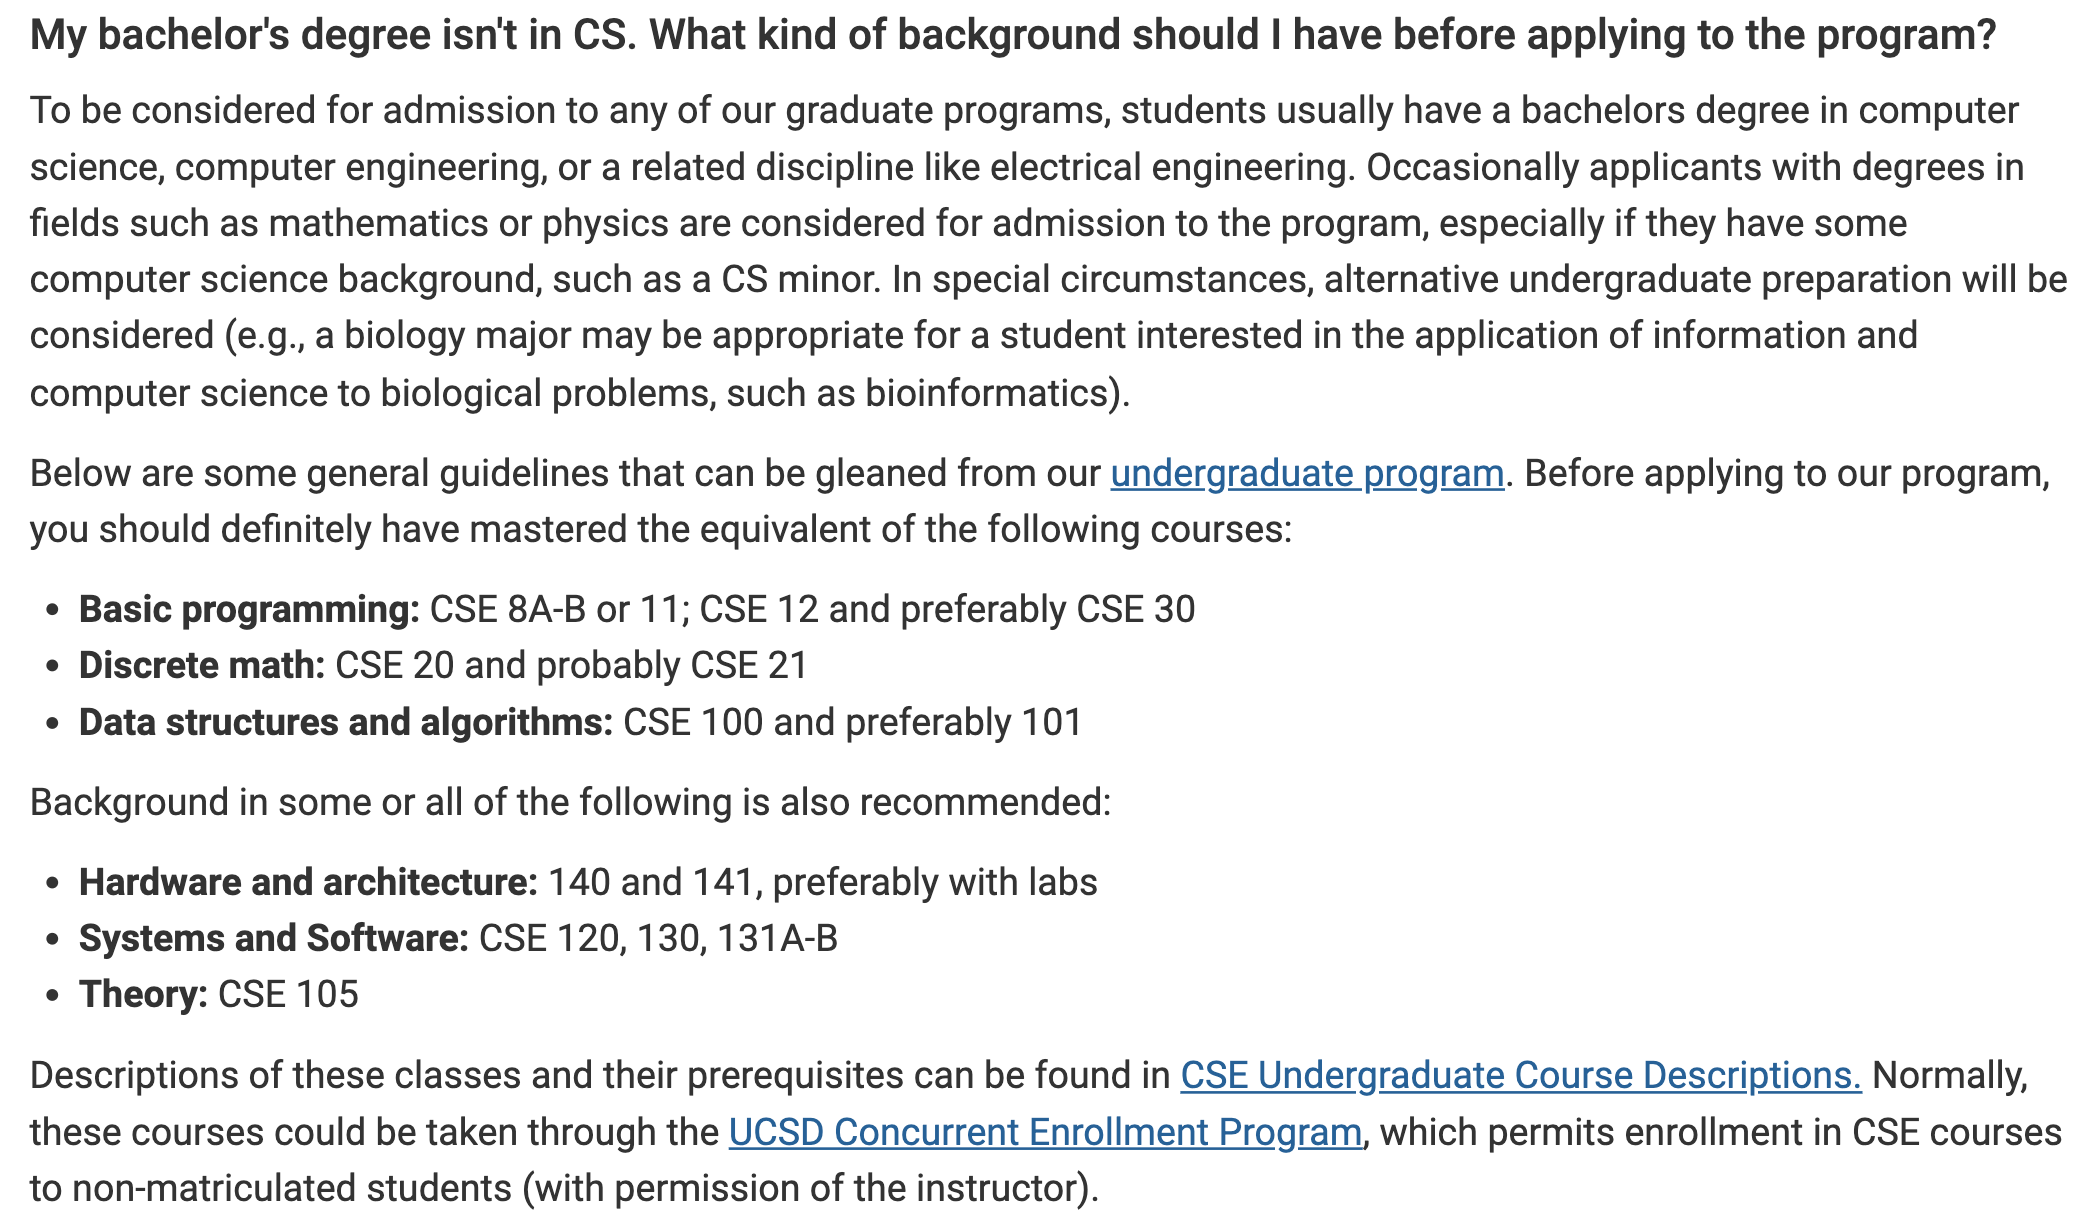 My bachelor's degree isn't in CS. What kind of background should I have before applying to the program?
To be considered for admission to any of our graduate programs, students usually have a bachelors degree in computer
science, computer engineering, or a related discipline like electrical engineering. Occasionally applicants with degrees in
fields such as mathematics or physics are considered for admission to the program, especially if they have some
computer science background, such as a CS minor. In special circumstances, alternative undergraduate preparation will be
considered (e.g., a biology major may be appropriate for a student interested in the application of information and
computer science to biological problems, such as bioinformatics).
Below are some general guidelines that can be gleaned from our undergraduate program. Before applying to our program,
you should definitely have mastered the equivalent of the following courses:
• Basic programming: CSE 8A-B or 11; CSE 12 and preferably CSE 30
• Discrete math: CSE 20 and probably CSE 21
• Data structures and algorithms: CSE 100 and preferably 101
Background in some or all of the following is also recommended:
• Hardware and architecture: 140 and 141, preferably with labs
• Systems and Software: CSE 120, 130, 131A-B
• Theory: CSE 105
Descriptions of these classes and their prerequisites can be found in CSE Undergraduate Course Descriptions. Normally,
these courses could be taken through the UCSD Concurrent Enrollment Program, which permits enrollment in CSE courses
to non-matriculated students (with permission of the instructor).